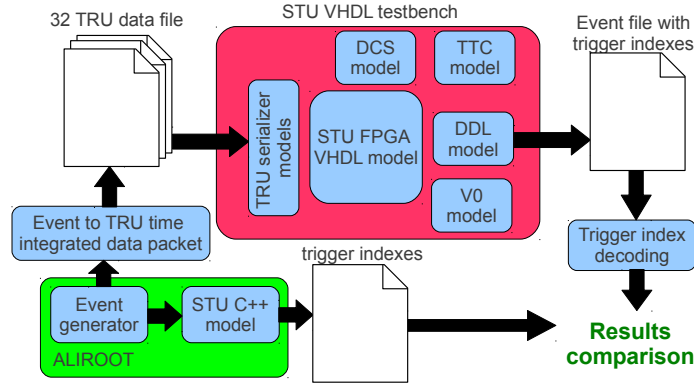 32 TRU data file
STU VHDL testbench
Event file with
trigger indexes
DCS
model
TTC
model
TRU serializer
models
STU FPGA
VHDL model
DDL
model
V0
model
Event to TRU time
integrated data packet
trigger indexes
Trigger index
decoding
Event
generator
STU C++
model
ALIROOT
Results
comparison